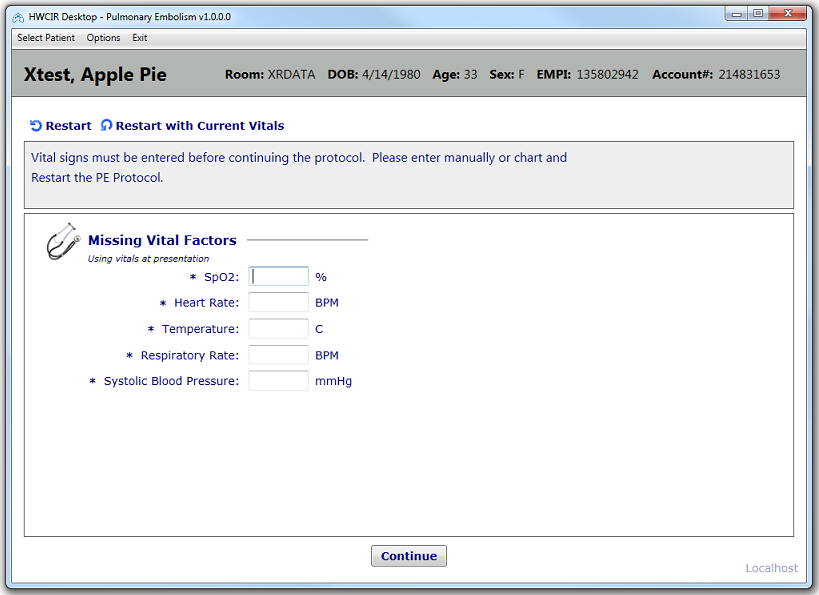 HWCIR Desktop - Pulmonary Embolism v1.0.0.0
Select Patient Options Exit
Xtest, Apple Pie Room: XRDATA DOB: 4/14/1980 Age: 33 Sex: F EMPI: 135802942 Account#: 214831653
Restart Restart with Current Vitals
Vital signs must be entered before continuing the protocol. Please enter manually or chart and
Restart the PE Protocol.
Missing Vital Factors
Using vitals at presentation
* SpO2: %
* Heart Rate: BPM
* Temperature: C
* Respiratory Rate: BPM
* Systolic Blood Pressure: mmHg
Continue
Localhost